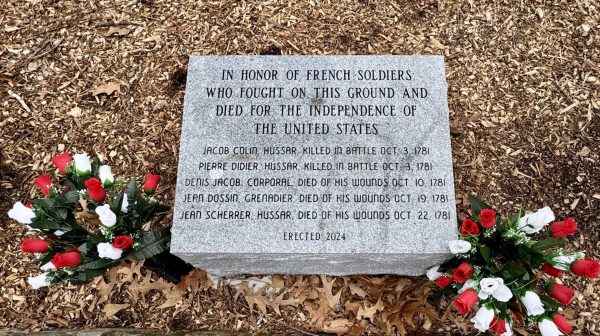 IN HONOR OF FRENCH SOLDIERS
WHO FOUGHT ON THIS GROUND AND
DIED FOR THE INDEPENDENCE OF
THE UNITED STATES
JACOB COLIN, HUSSAR, KILLED IN BATTLE OCT. 3, 1781
PIERRE DIDIER, HUSSAR, KILLED IN BATTLE OCT. 3, 1781
DENIS JACOB, CORPORAL, DIED OF HIS WOUNDS OCT. 10, 1781
JEAN DOSSIN, GRENADIER, DIED OF HIS WOUNDS OCT. 19, 1781
JEAN SCHERRER, HUSSAR, DIED OF HIS WOUNDS OCT. 22, 1781
ERECTED 2024